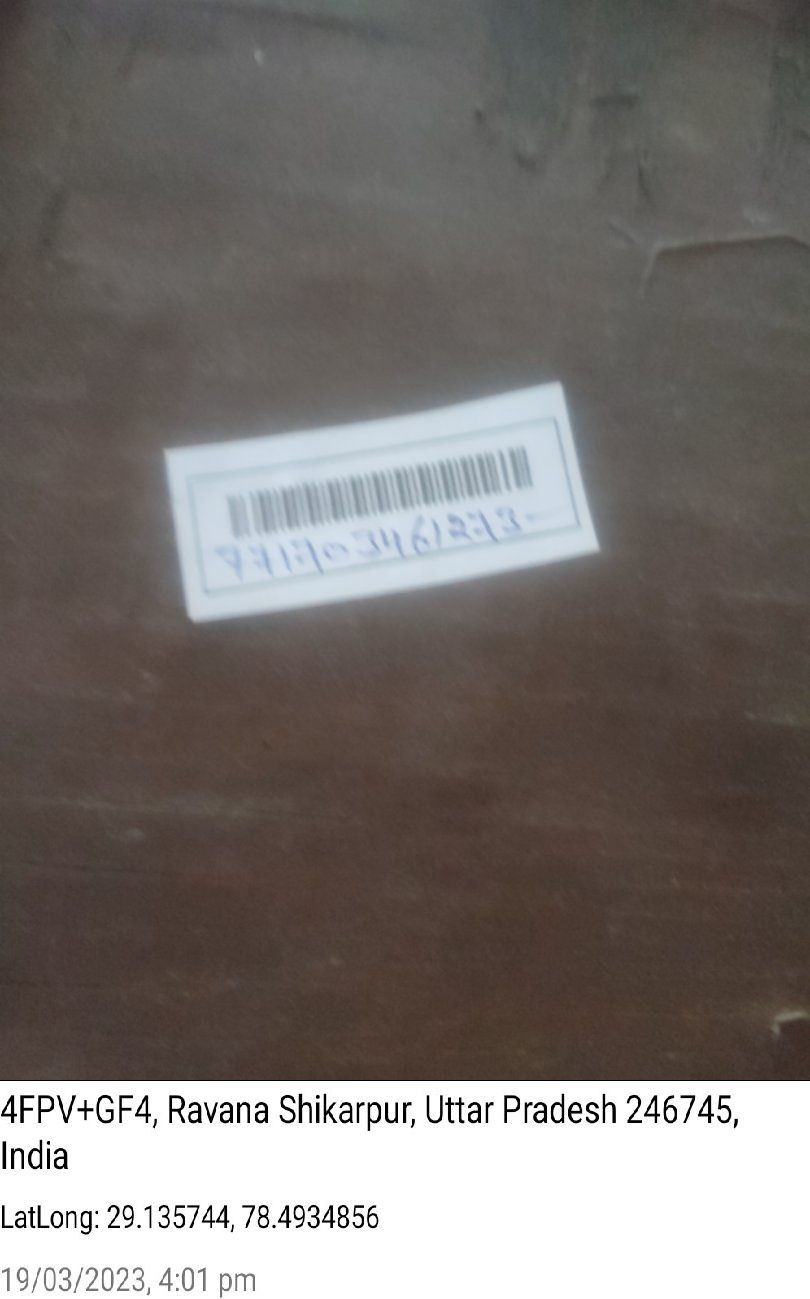 971703461273-
4FPV+GF4, Ravana Shikarpur, Uttar Pradesh 246745,
India
LatLong: 29.135744, 78.4934856
19/03/2023, 4:01 pm